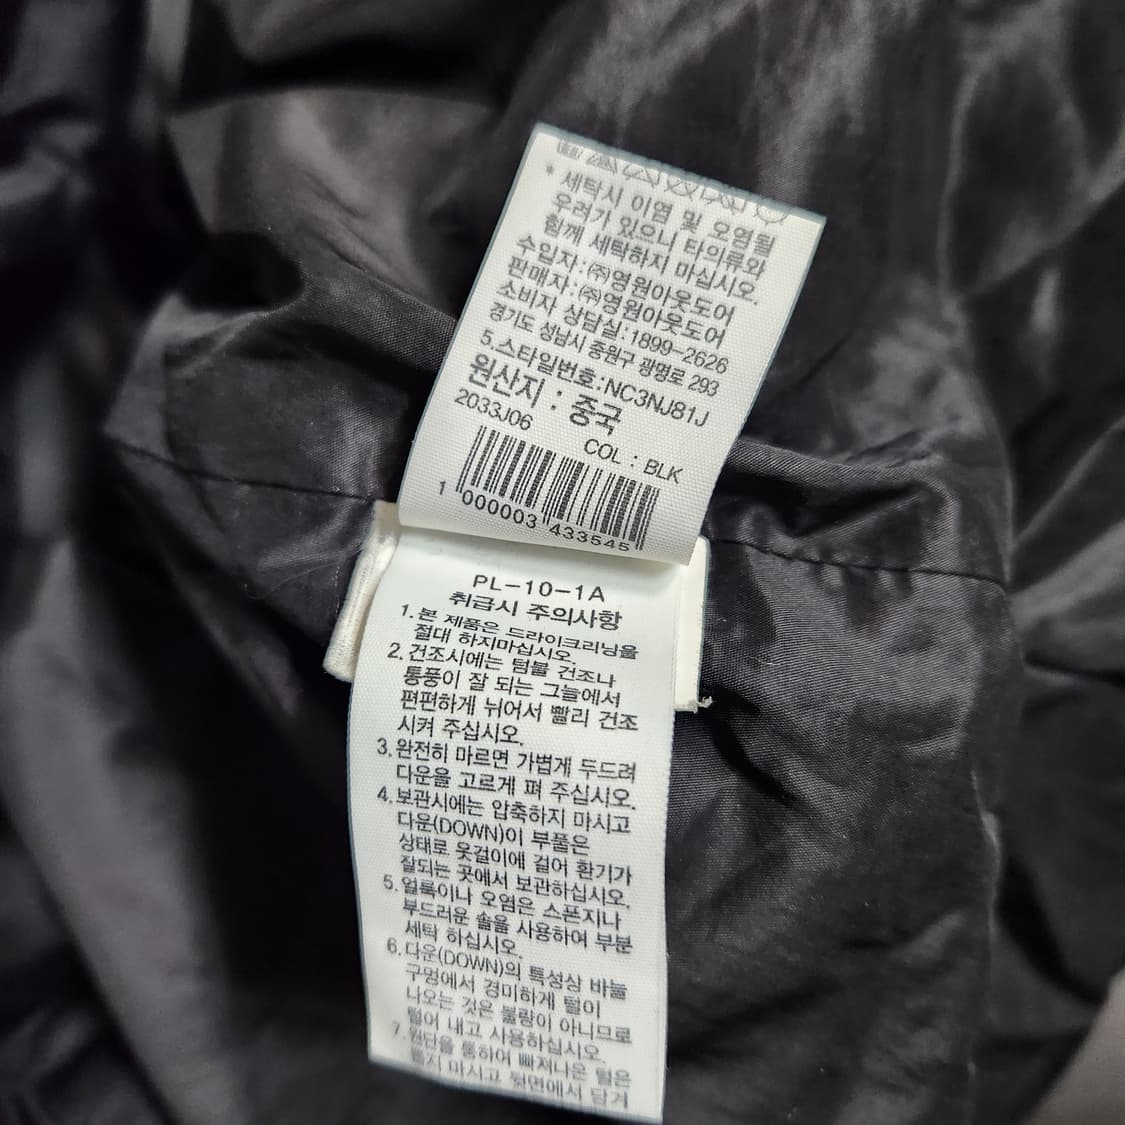 * 세탁시 이염 및 오염될
우려가 있으니 타의류와
함께 세탁하지 마십시오.
수입자:㈜영원아웃도어
판매자:㈜영원아웃도어
소비자 상담실:1899-2626
경기도 성남시 중원구 광명로 293
5.스타일번호:NC3NJ81J
원산지 : 중국
2033J06
COL : BLK
1 000003 433545
PL-10-1A
취급시 주의사항
1.본 제품은 드라이크리닝을
절대 하지마십시오.
2.건조시에는 텀블 건조나
통풍이 잘 되는 그늘에서
편편하게 뉘어서 빨리 건조
시켜 주십시오.
3.완전히 마르면 가볍게 두드려
다운을 고르게 펴 주십시오.
4.보관시에는 압축하지 마시고
다운(DOWN)이 부풀은
상태로 옷걸이에 걸어 환기가
잘되는 곳에서 보관하십시오.
5.얼룩이나 오염은 스폰지나
부드러운 솔을 사용하여 부분
세탁 하십시오.
6.다운(DOWN)의 특성상 바늘
구멍에서 경미하게 털이
나오는 것은 불량이 아니므로
털어 내고 사용하십시오.
7.원단을 통하여 빠져나온 털은
뽑지 마시고 뒷면에서 당겨